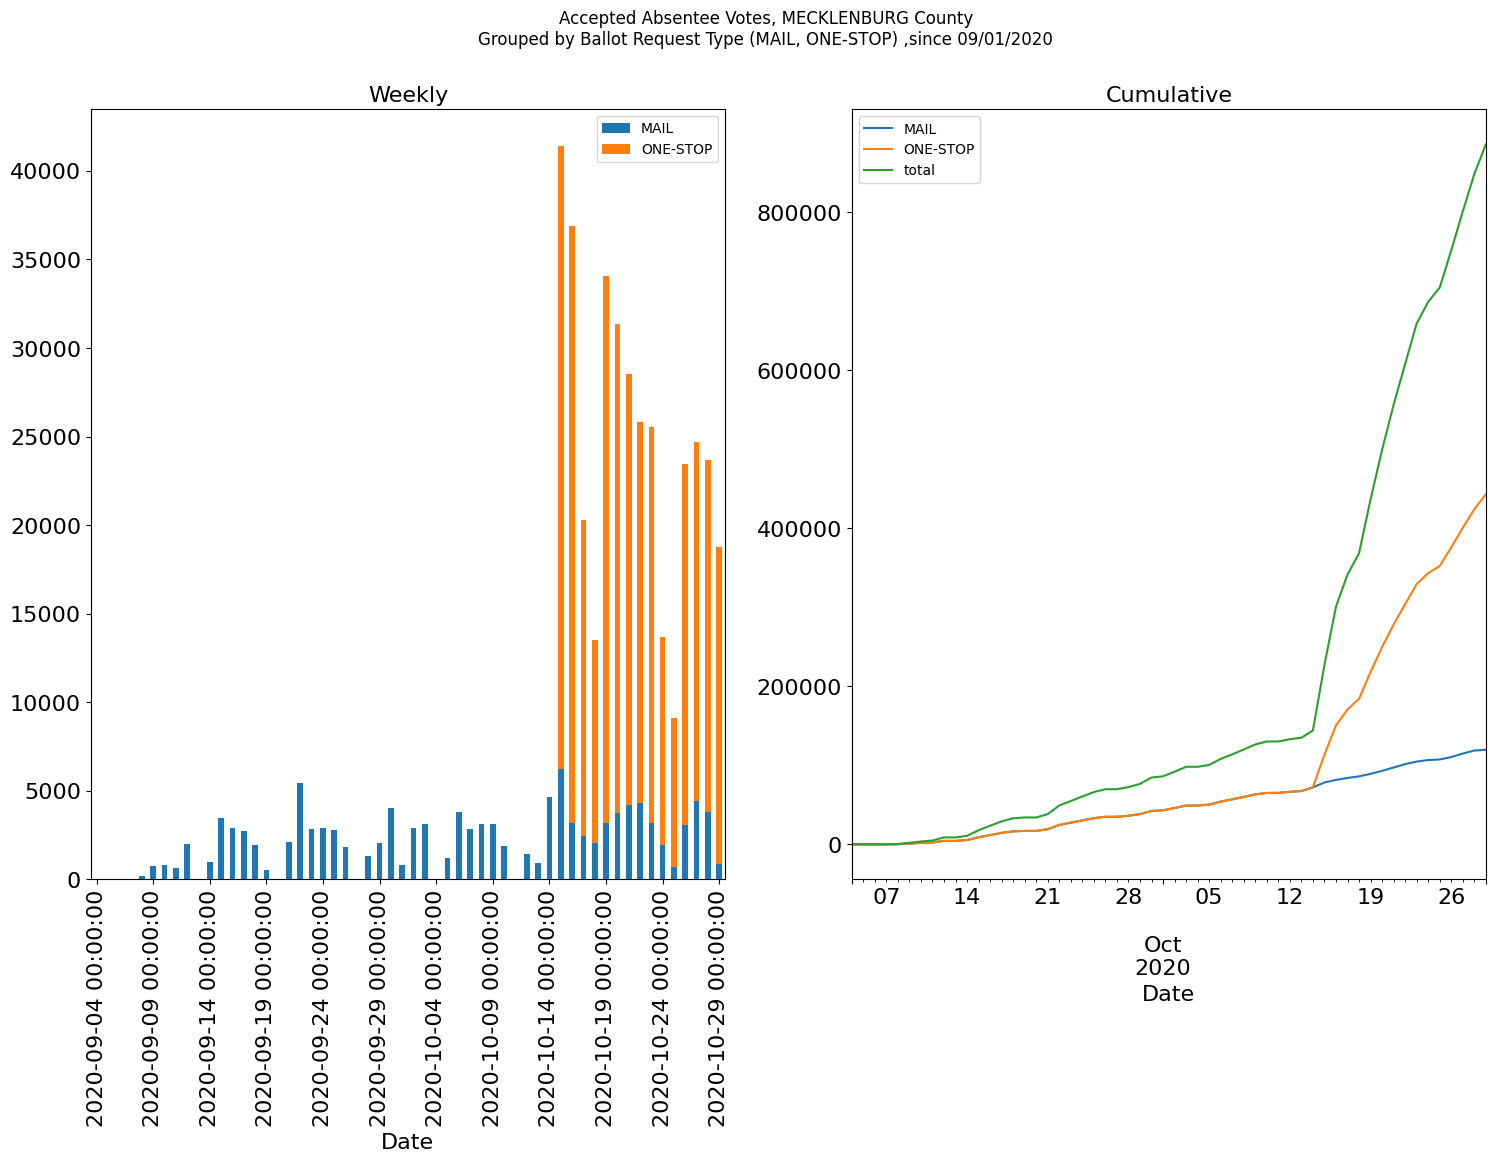 Accepted Absentee Votes, MECKLENBURG County
Grouped by Ballot Request Type (MAIL, ONE-STOP) ,since 09/01/2020
Weekly
MAIL
ONE-STOP
40000
35000
30000
25000
20000
15000
10000
5000
0
2020-09-04 00:00:00
2020-09-09 00:00:00
2020-09-14 00:00:00
2020-09-19 00:00:00
2020-09-24 00:00:00
2020-09-29 00:00:00
2020-10-04 00:00:00
2020-10-09 00:00:00
2020-10-14 00:00:00
2020-10-19 00:00:00
2020-10-24 00:00:00
2020-10-29 00:00:00
Date
Cumulative
MAIL
ONE-STOP
total
800000
600000
400000
200000
0
07 14 21 28 05 12 19 26
Oct
2020
Date